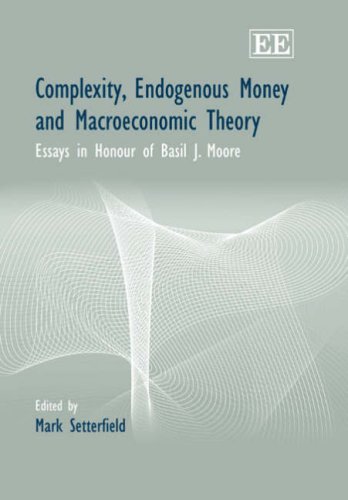 EE
Complexity, Endogenous Money
and Macroeconomic Theory
Essays in Honour of Basil J. Moore
Edited by
Mark Setterfield